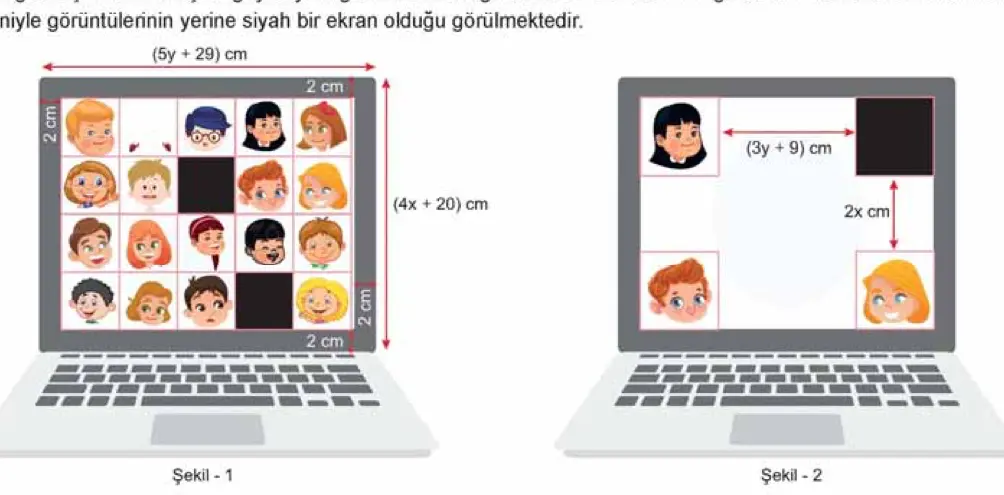 niyle görüntülerinin yerine siyah bir ekran olduğu görülmektedir.
(5y + 29) cm
2 cm
2 cm
(4x + 20) cm
2 cm
2 cm
(3y + 9) cm
2x cm
Şekil - 1
Şekil - 2